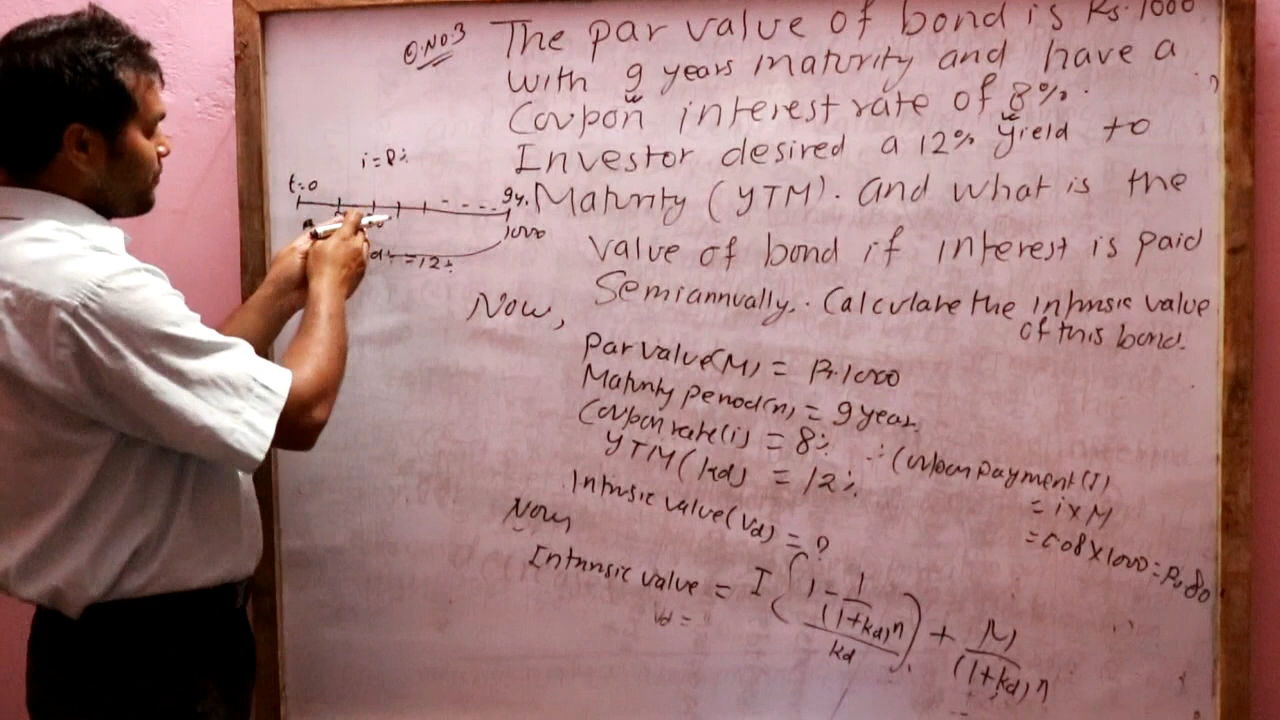 Q.NO.3 The par value of bond is Rs.1000
with 9 years maturity and have a
Coupon interest rate of 8%.
Investor desired a 12% yield to
Maturity (YTM). and what is the
value of bond if interest is paid
Semiannually. Calculate the intrinsic value
of this bond.
i=8%
t=0
9y.
1000
=12%
Now,
Par value(M) = Rs.1000
Maturity period(n) = 9 year
Coupon rate(i) = 8%
YTM(kd) = 12%
∴ Coupon payment(I)
= i×M
= 0.08×1000 = Rs.80
Intrinsic value(Vd) = ?
Now,
Intrinsic value = I { 1 - 1/(1+kd)n / kd } + M/(1+kd)n
Vd =